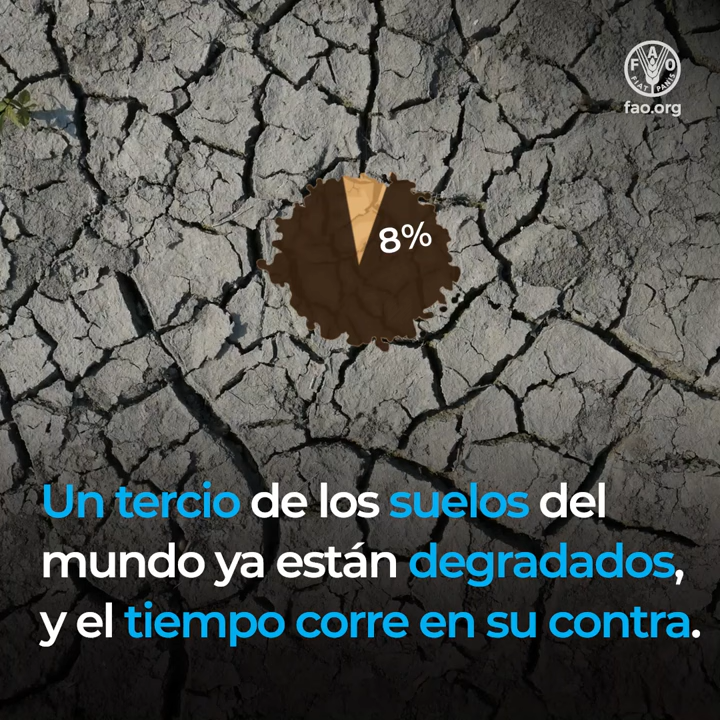 FAO
FIAT PANIS
fao.org
8%
Un tercio de los suelos del
mundo ya están degradados,
y el tiempo corre en su contra.